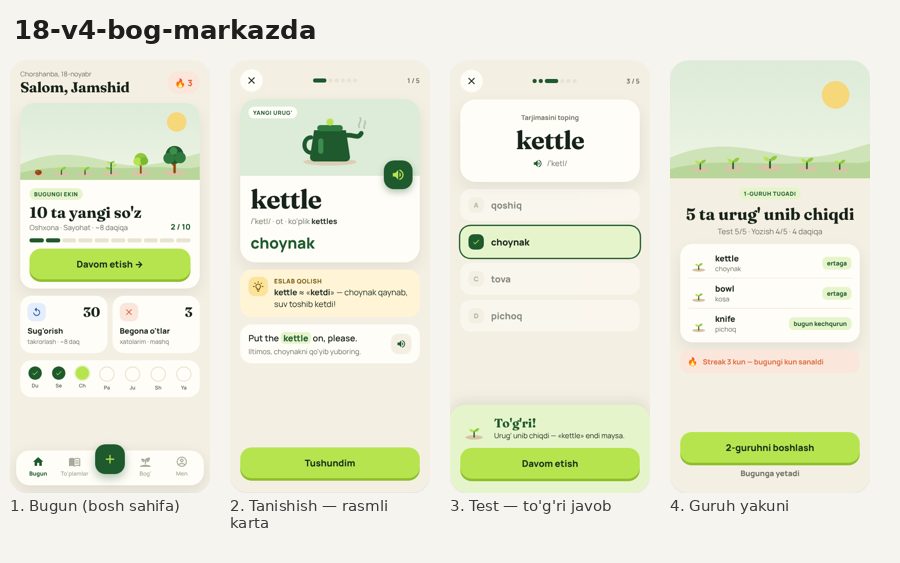 18-v4-bog-markazda
Chorshanba, 18-noyabr
Salom, Jamshid
3
BUGUNGI EKIN
10 ta yangi so'z
Oshxona · Sayohat · ~8 daqiqa
2 / 10
Davom etish →
30
Sug'orish
takrorlash · ~8 daq
3
Begona o'tlar
xatolarim · mashq
Du Se Ch Pa Ju Sh Ya
Bugun
To'plamlar
+
Bog'
Men
1. Bugun (bosh sahifa)
1 / 5
YANGI URUG'
kettle
/'ketl/ · ot · ko'plik kettles
choynak
ESLAB QOLISH
kettle ≈ «ketdi» — choynak qaynab,
suv toshib ketdi!
Put the kettle on, please.
Iltimos, choynakni qo'yib yuboring.
Tushundim
2. Tanishish — rasmli
karta
3 / 5
Tarjimasini toping
kettle
/'ketl/
A qoshiq
choynak
C tova
D pichoq
To'g'ri!
Urug' unib chiqdi — «kettle» endi maysa.
Davom etish
3. Test — to'g'ri javob
1-GURUH TUGADI
5 ta urug' unib chiqdi
Test 5/5 · Yozish 4/5 · 4 daqiqa
kettle
choynak
ertaga
bowl
kosa
ertaga
knife
pichoq
bugun kechqurun
Streak 3 kun — bugungi kun sanaldi
2-guruhni boshlash
Bugunga yetadi
4. Guruh yakuni